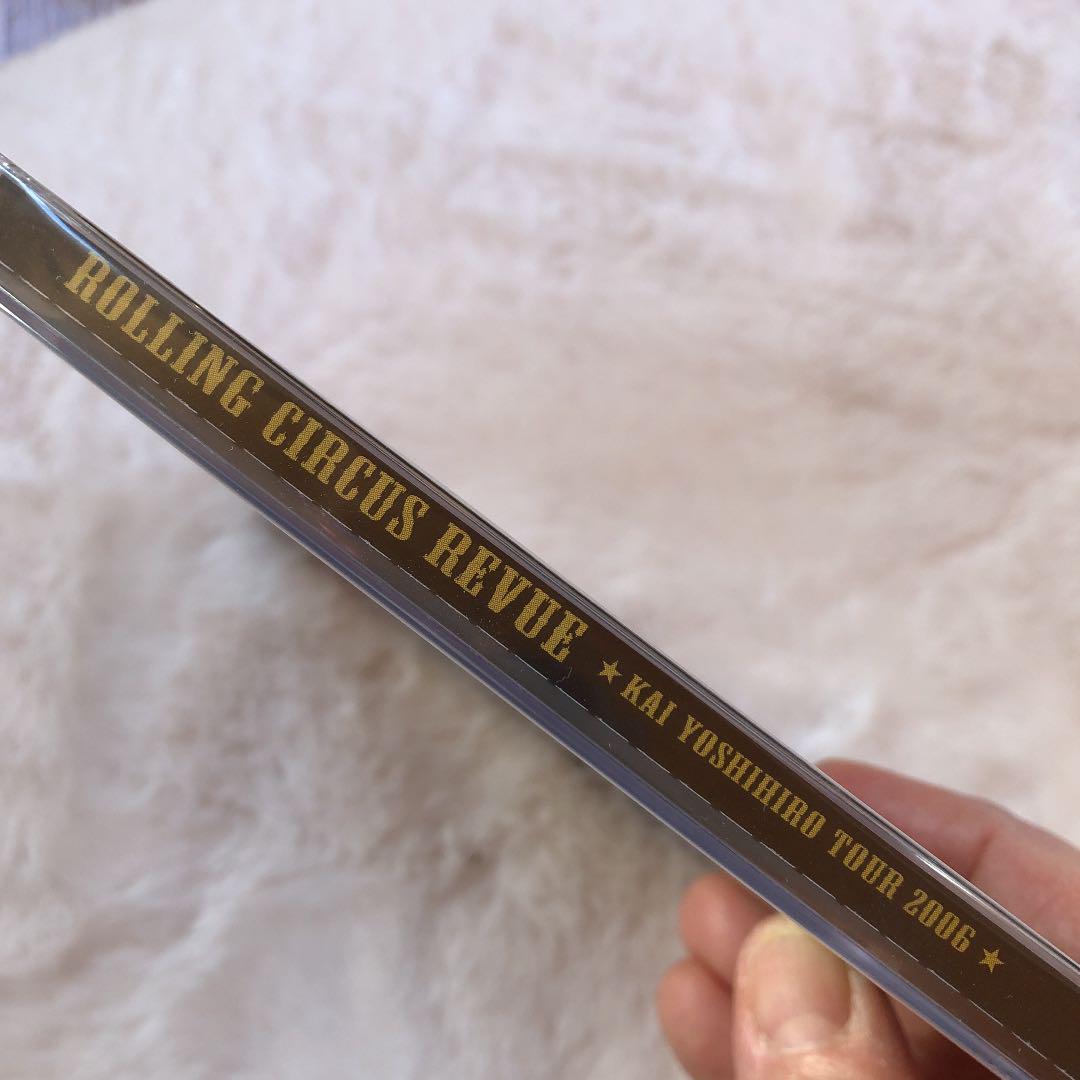 ROLLING CIRCUS REVUE ★ KAI YOSHIHIRO TOUR 2006 ★